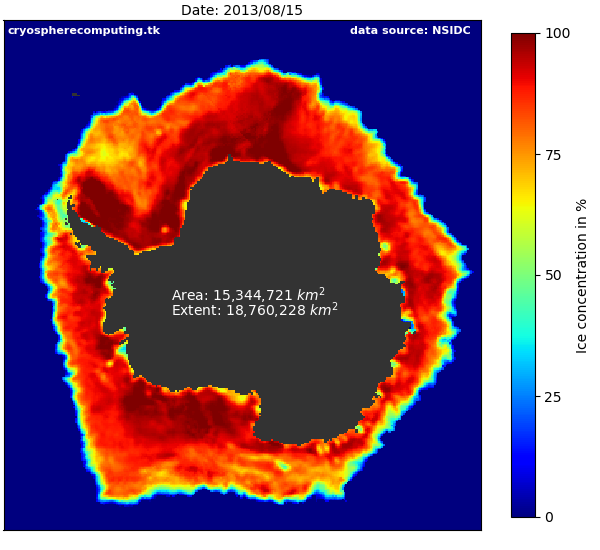 Date: 2013/08/15
cryospherecomputing.tk data source: NSIDC
Area: 15,344,721 km²
Extent: 18,760,228 km²
100
75
50
25
0
Ice concentration in %